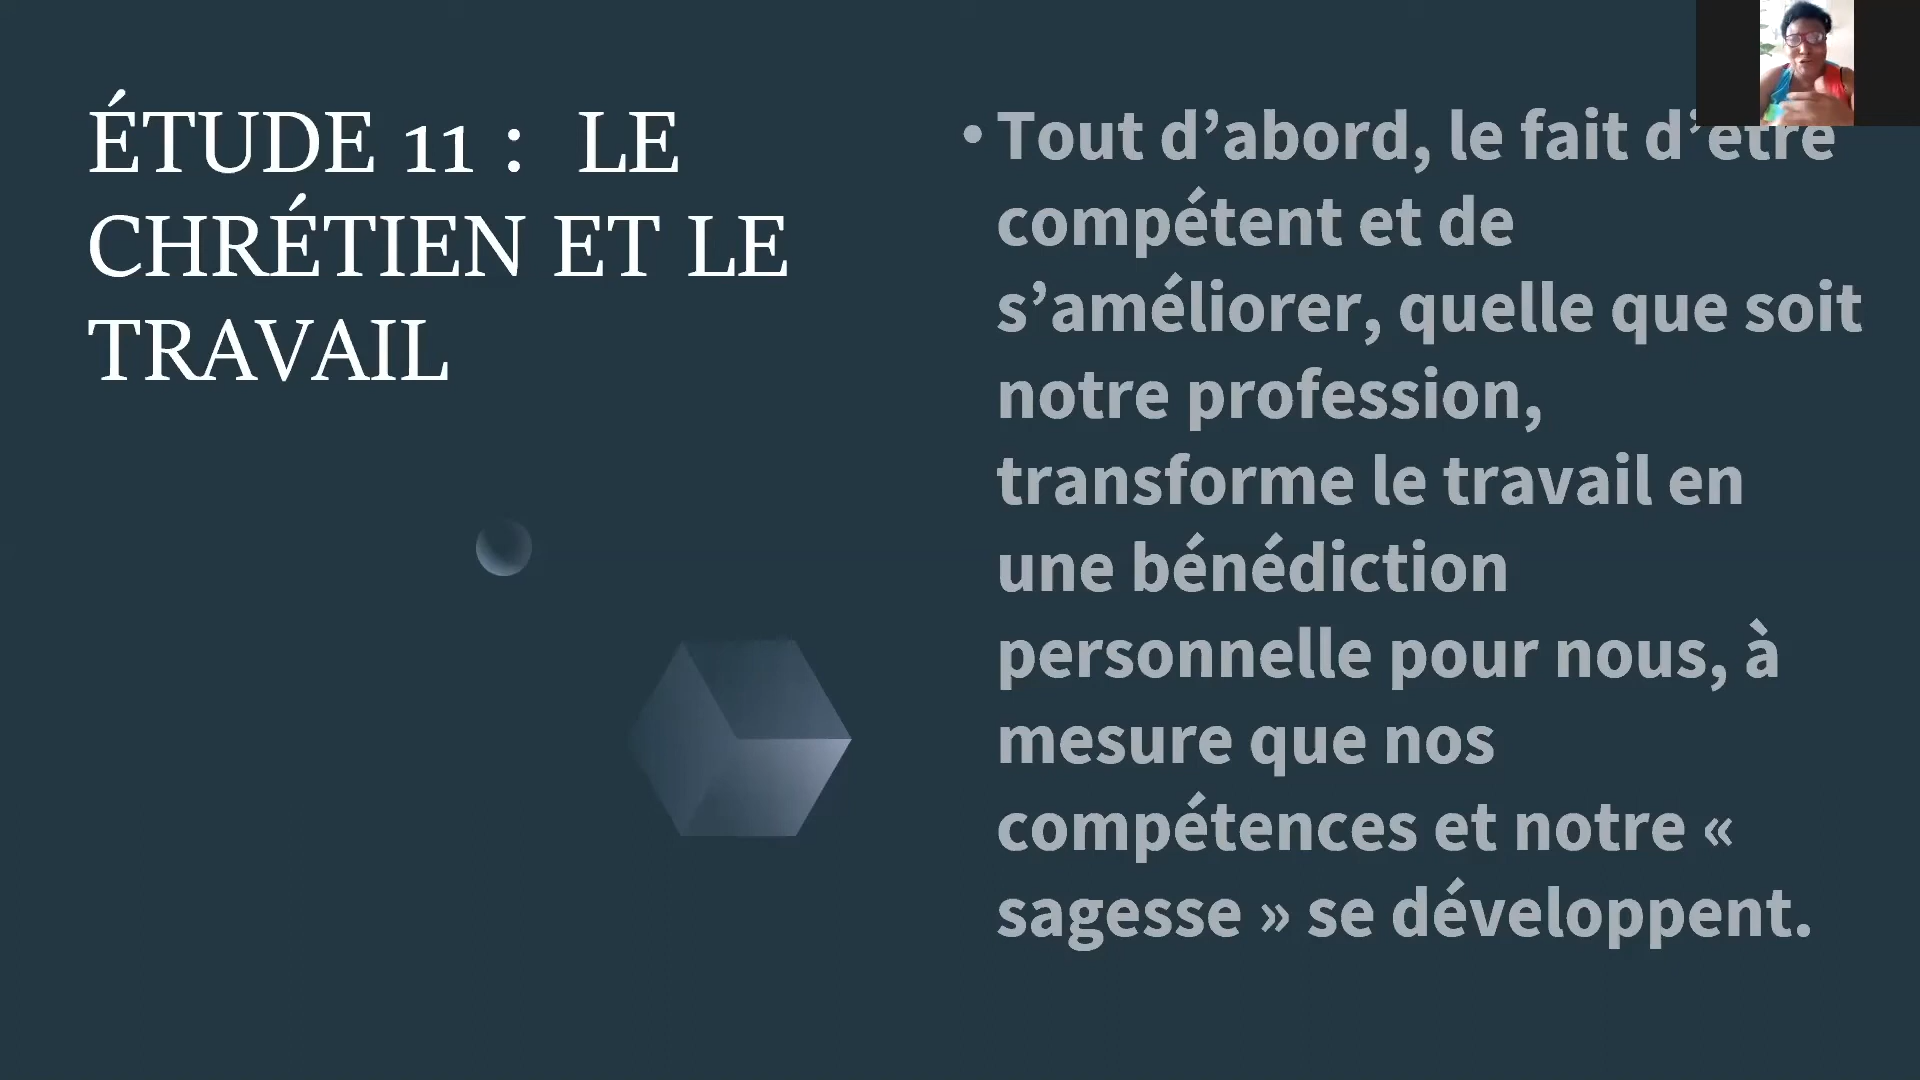 ÉTUDE 11 : LE
CHRÉTIEN ET LE
TRAVAIL
• Tout d’abord, le fait d’être
compétent et de
s’améliorer, quelle que soit
notre profession,
transforme le travail en
une bénédiction
personnelle pour nous, à
mesure que nos
compétences et notre «
sagesse » se développent.